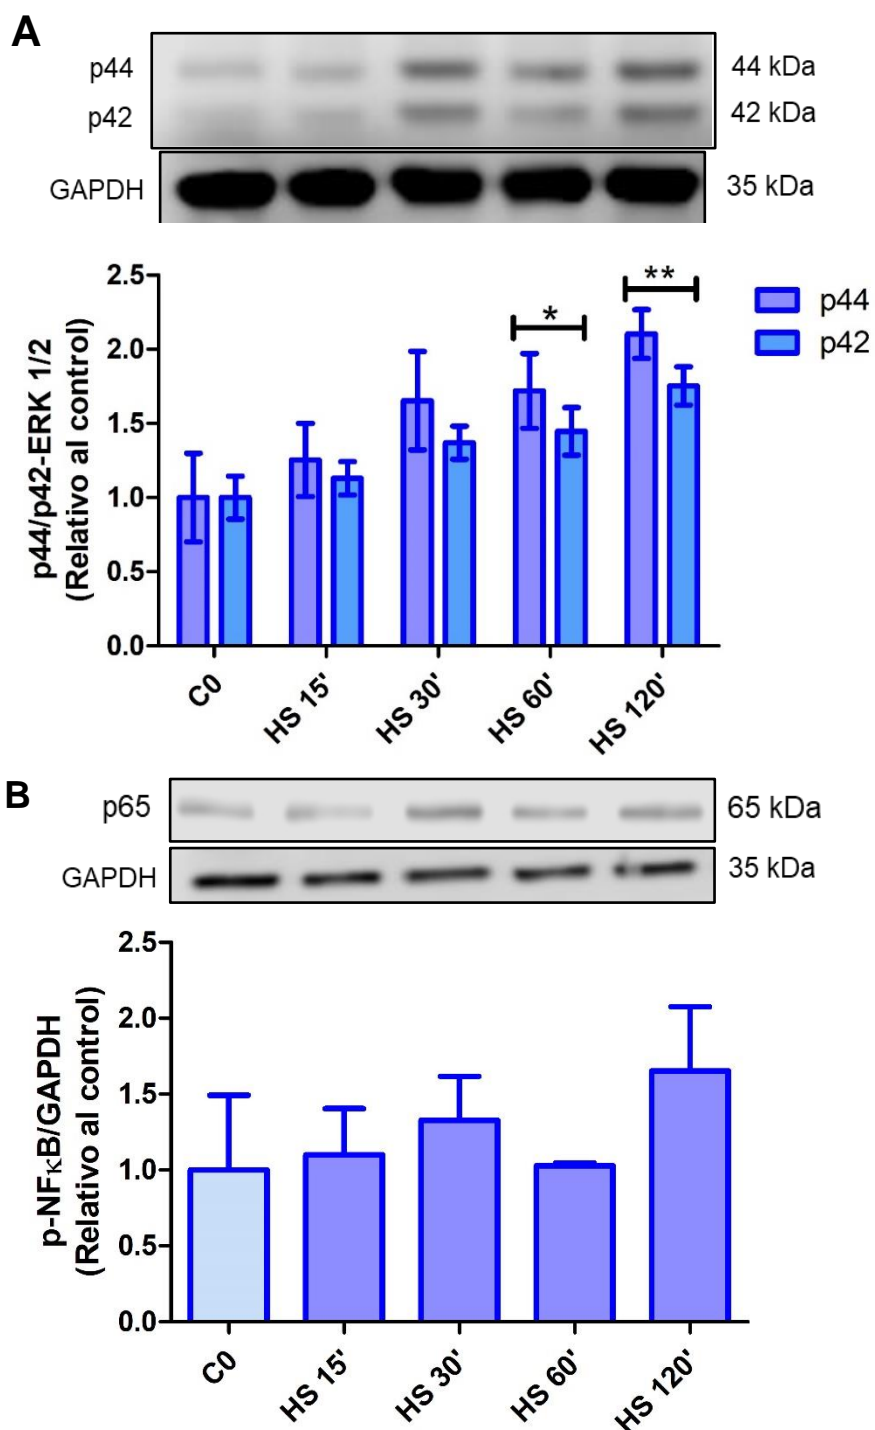 A
p44
44 kDa
p42
42 kDa
GAPDH
35 kDa
p44/p42-ERK 1/2
(Relativo al control)
2.5
2.0
1.5
1.0
0.5
0.0
*
**
p44
p42
C0
HS 15'
HS 30'
HS 60'
HS 120'
B
p65
65 kDa
GAPDH
35 kDa
p-NFκB/GAPDH
(Relativo al control)
2.5
2.0
1.5
1.0
0.5
0.0
C0
HS 15'
HS 30'
HS 60'
HS 120'